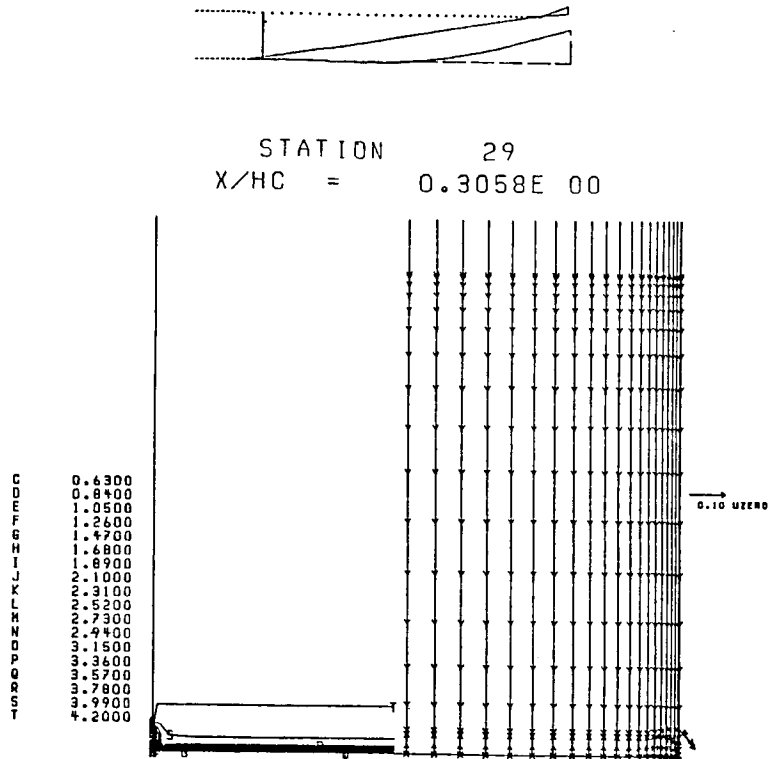 STATION 29
X/HC = 0.3058E 00
C 0.6300
D 0.8400
E 1.0500
F 1.2600
G 1.4700
H 1.6800
I 1.8900
J 2.1000
K 2.3100
L 2.5200
M 2.7300
N 2.9400
O 3.1500
P 3.3600
Q 3.5700
R 3.7800
S 3.9900
T 4.2000
0.10 UZERO
T
S